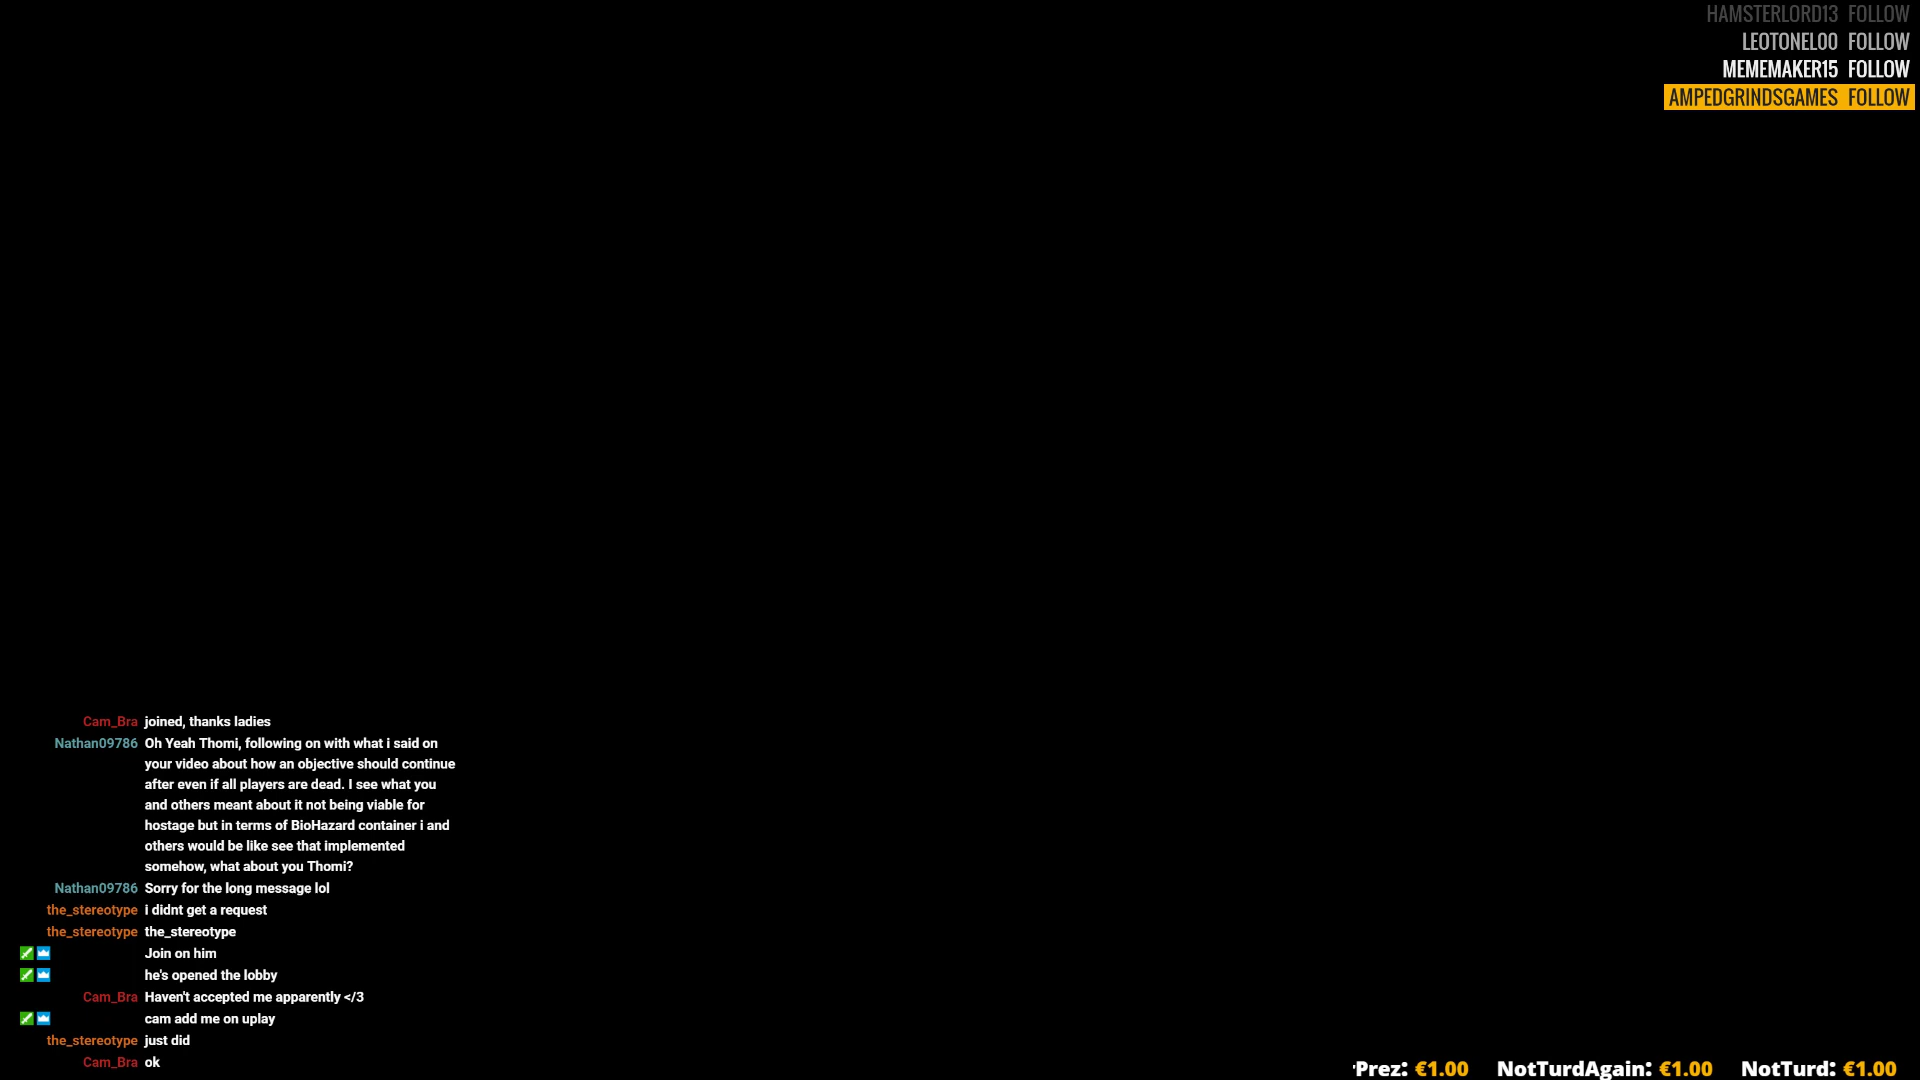 HAMSTERLORD13 FOLLOW
LEOTONEL00 FOLLOW
MEMEMAKER15 FOLLOW
AMPEDGRINDSGAMES FOLLOW
Cam_Bra joined, thanks ladies
Nathan09786 Oh Yeah Thomi, following on with what i said on
your video about how an objective should continue
after even if all players are dead. I see what you
and others meant about it not being viable for
hostage but in terms of BioHazard container i and
others would be like see that implemented
somehow, what about you Thomi?
Nathan09786 Sorry for the long message lol
the_stereotype i didnt get a request
the_stereotype the_stereotype
Join on him
he's opened the lobby
Cam_Bra Haven't accepted me apparently </3
cam add me on uplay
the_stereotype just did
Cam_Bra ok
Prez: €1.00 NotTurdAgain: €1.00 NotTurd: €1.00